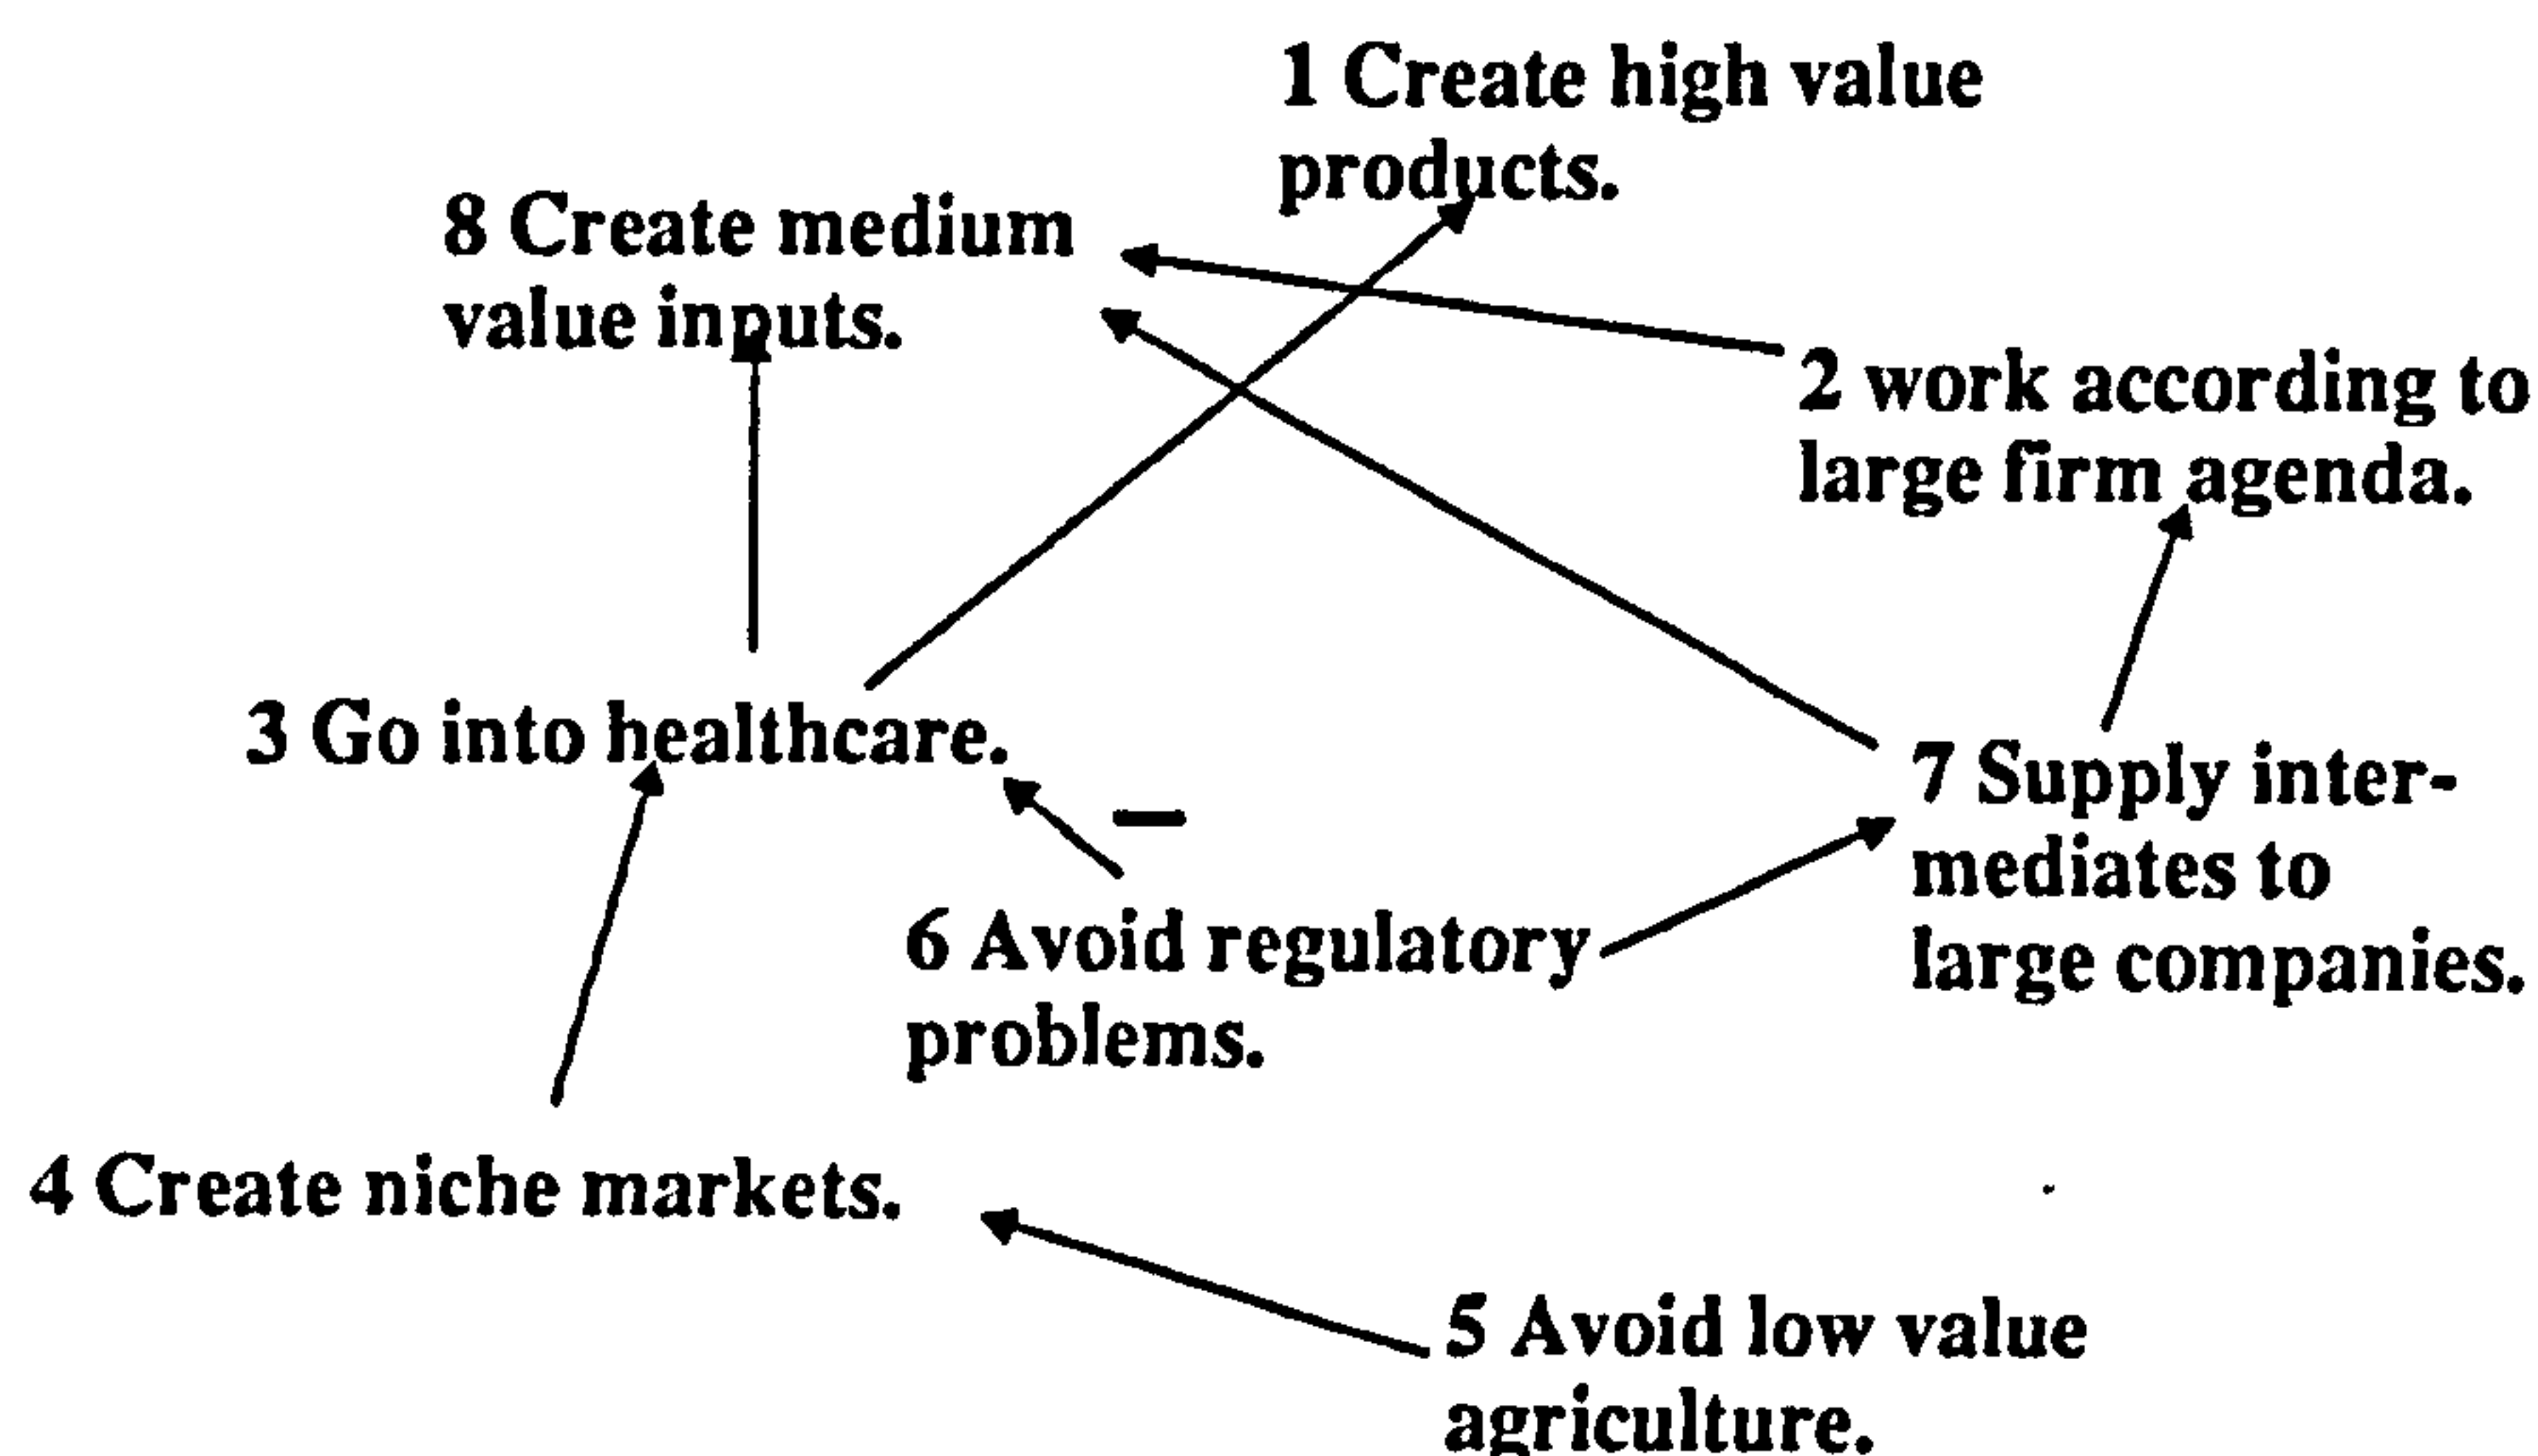 1 Create high value
products.
8 Create medium
value inputs.
2 work according to
large firm agenda.
3 Go into healthcare.
7 Supply inter-
mediates to
large companies.
6 Avoid regulatory
problems.
4 Create niche markets.
5 Avoid low value
agriculture.